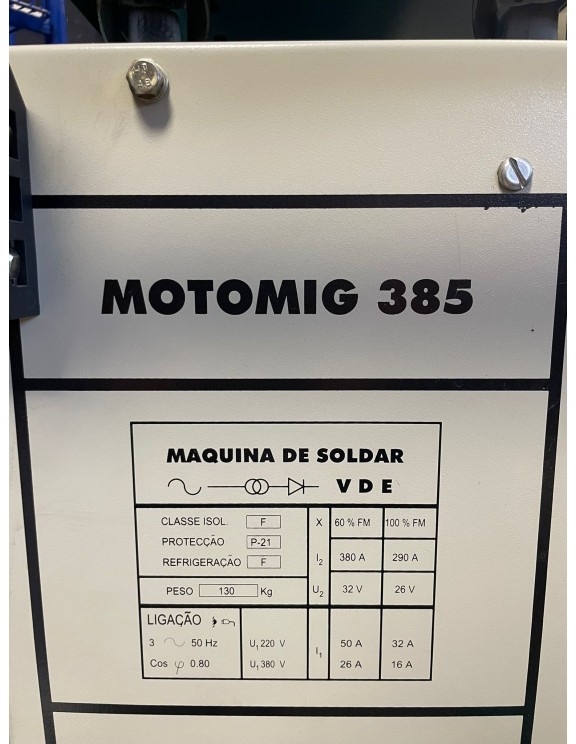 MOTOMIG 385
MAQUINA DE SOLDAR
V D E
CLASSE ISOL. F
PROTECÇÃO P-21
REFRIGERAÇÃO F
PESO 130 Kg
X 60 % FM 100 % FM
I2 380 A 290 A
U2 32 V 26 V
LIGAÇÃO
3 50 Hz
Cos φ 0.80
U1 220 V
U1 380 V
I1
50 A 32 A
26 A 16 A